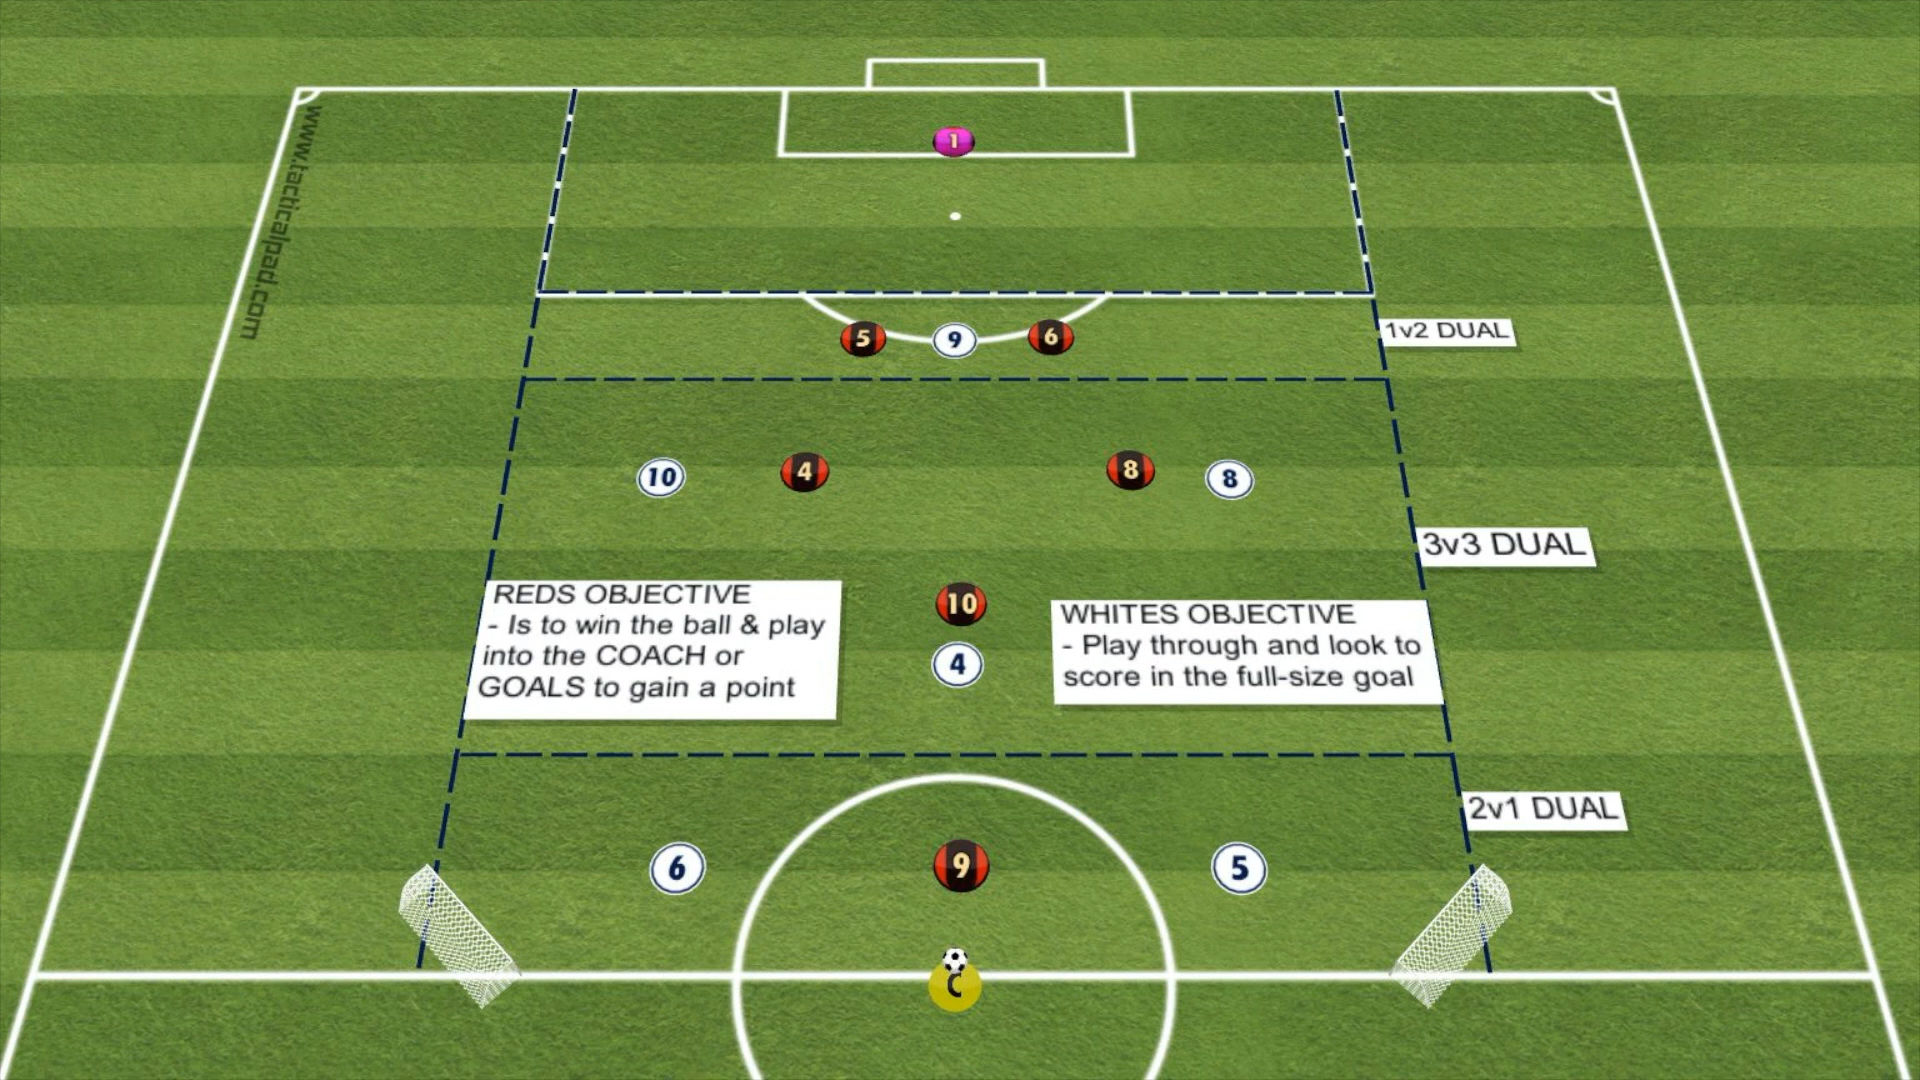 www.tacticalpad.com
1
5
9
6
1v2 DUAL
10
4
8
8
3v3 DUAL
REDS OBJECTIVE
- Is to win the ball & play
into the COACH or
GOALS to gain a point
10
4
WHITES OBJECTIVE
- Play through and look to
score in the full-size goal
2v1 DUAL
6
9
5
C